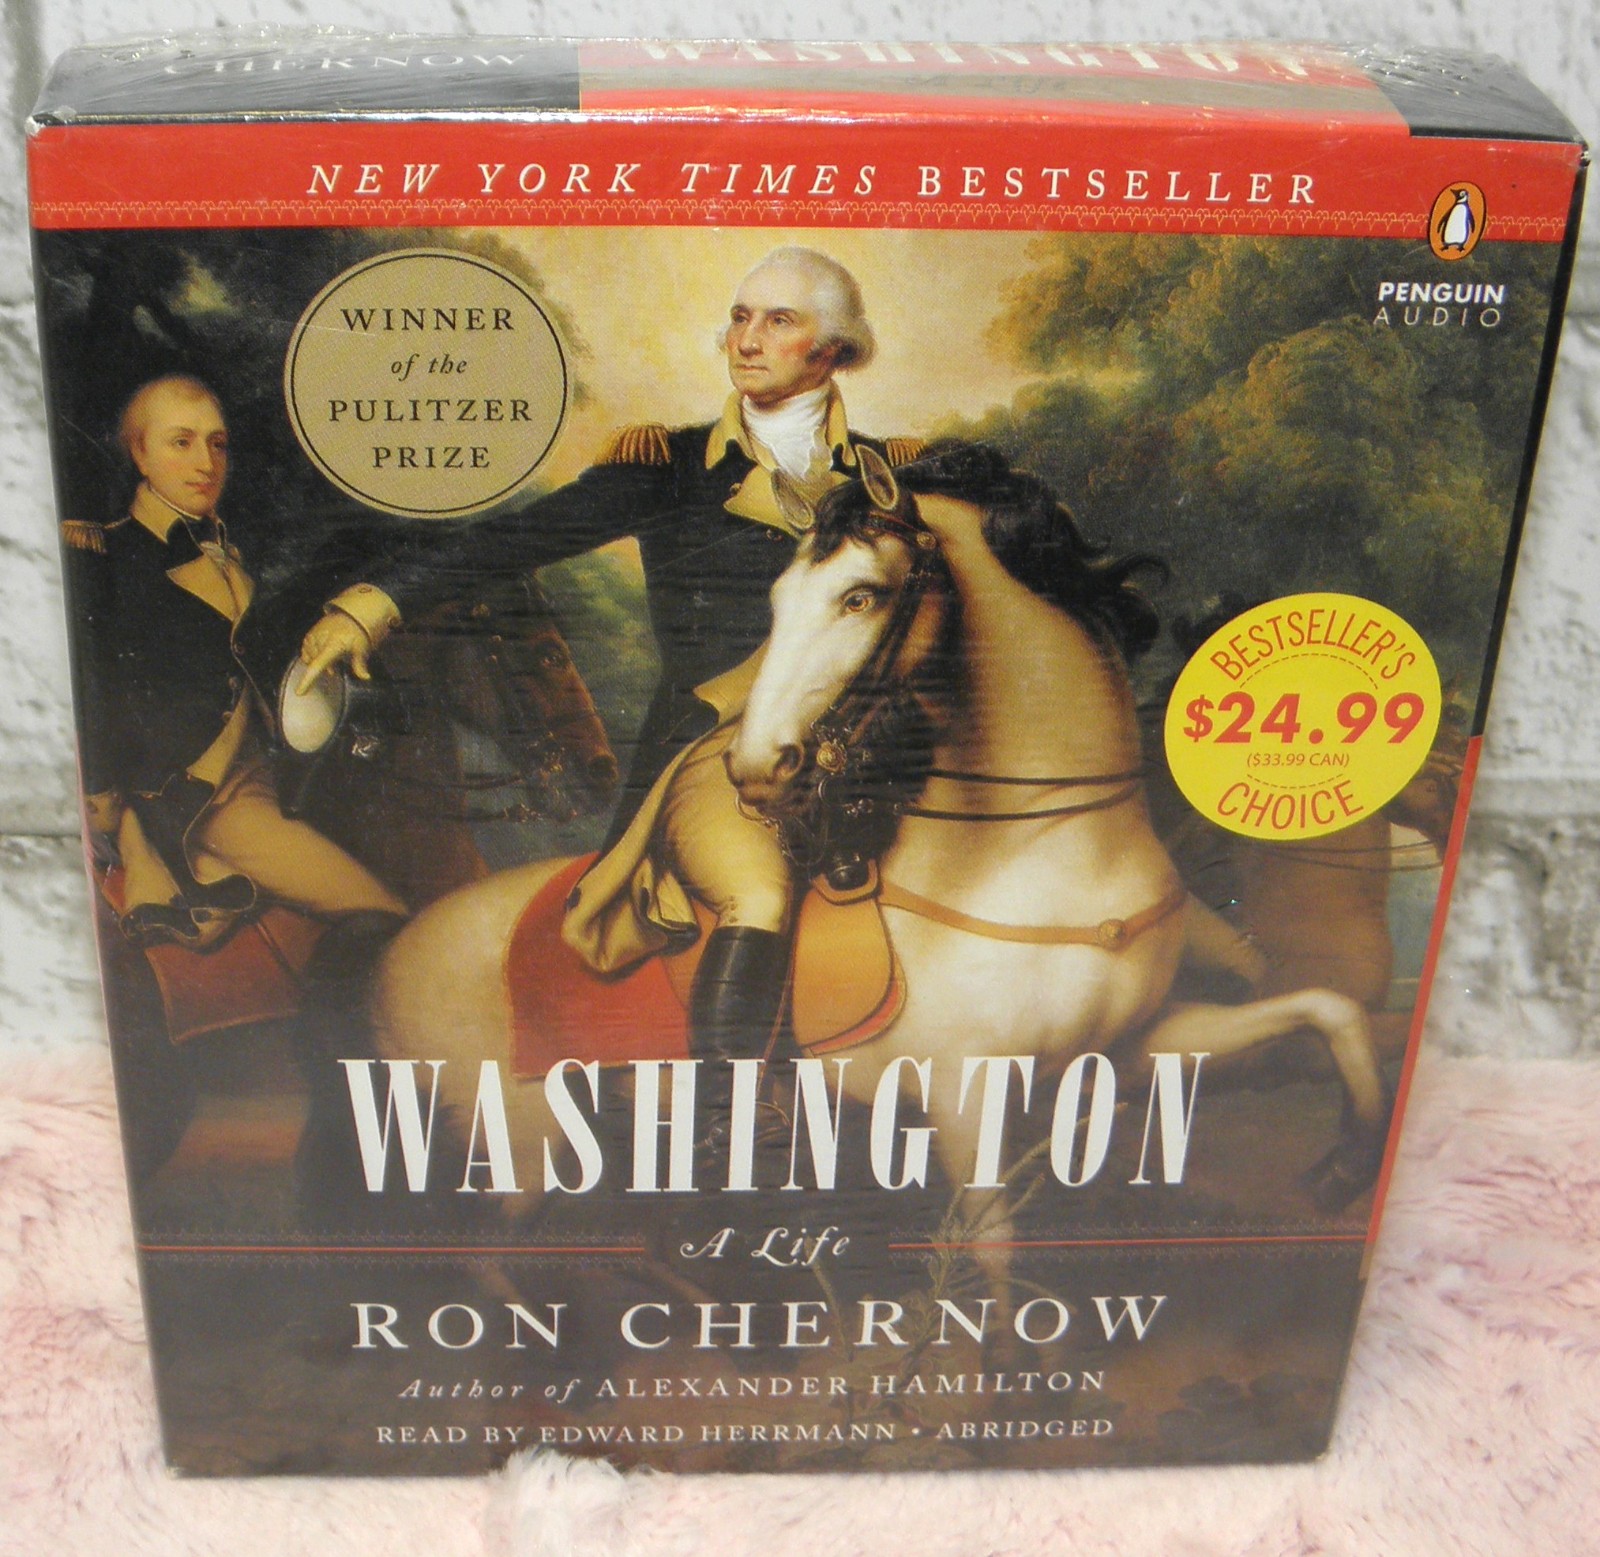 CHERNOW
WASHINGTON
NEW YORK TIMES BESTSELLER
PENGUIN
AUDIO
WINNER
of the
PULITZER
PRIZE
BESTSELLER'S
$24.99
($33.99 CAN)
CHOICE
WASHINGTON
A Life
RON CHERNOW
Author of ALEXANDER HAMILTON
READ BY EDWARD HERRMANN • ABRIDGED